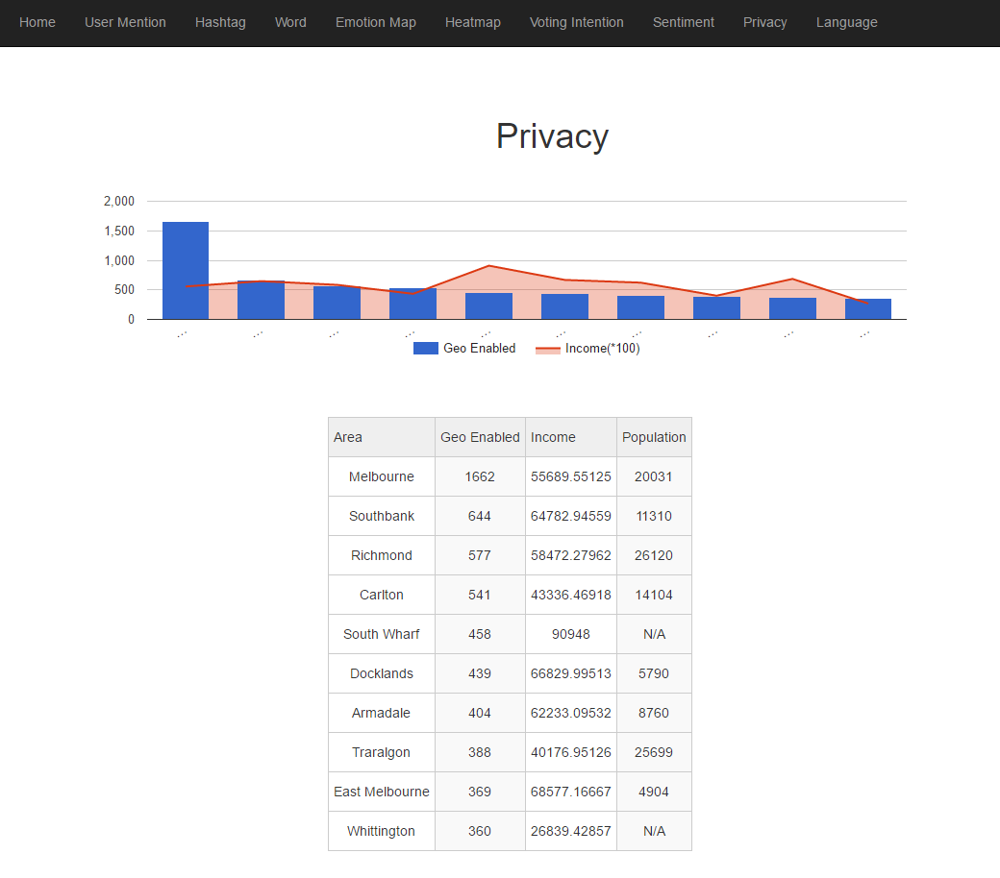 Home User Mention Hashtag Word Emotion Map Heatmap Voting Intention Sentiment Privacy Language
Privacy
2,000
1,500
1,000
500
0
... ... ... ... ... ... ... ... ... ...
Geo Enabled Income(*100)
Area Geo Enabled Income Population
Melbourne 1662 55689.55125 20031
Southbank 644 64782.94559 11310
Richmond 577 58472.27962 26120
Carlton 541 43336.46918 14104
South Wharf 458 90948 N/A
Docklands 439 66829.99513 5790
Armadale 404 62233.09532 8760
Traralgon 388 40176.95126 25699
East Melbourne 369 68577.16667 4904
Whittington 360 26839.42857 N/A